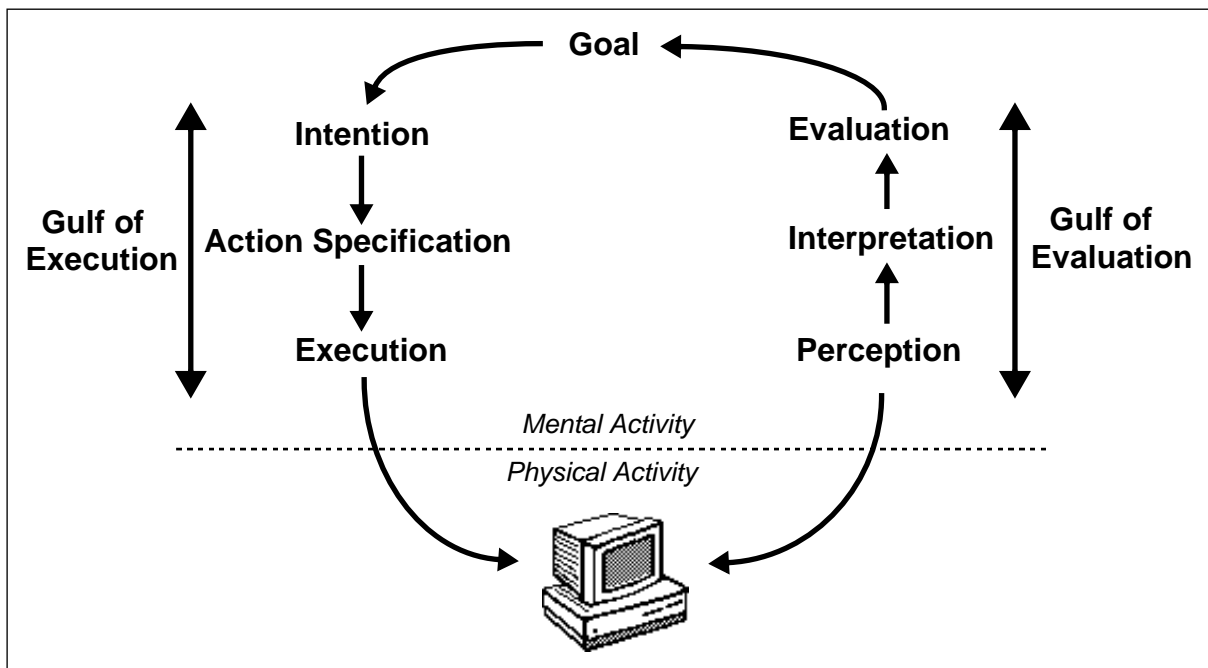 Goal
Intention
Evaluation
Gulf of
Execution
Action Specification
Interpretation
Gulf of
Evaluation
Execution
Perception
Mental Activity
Physical Activity